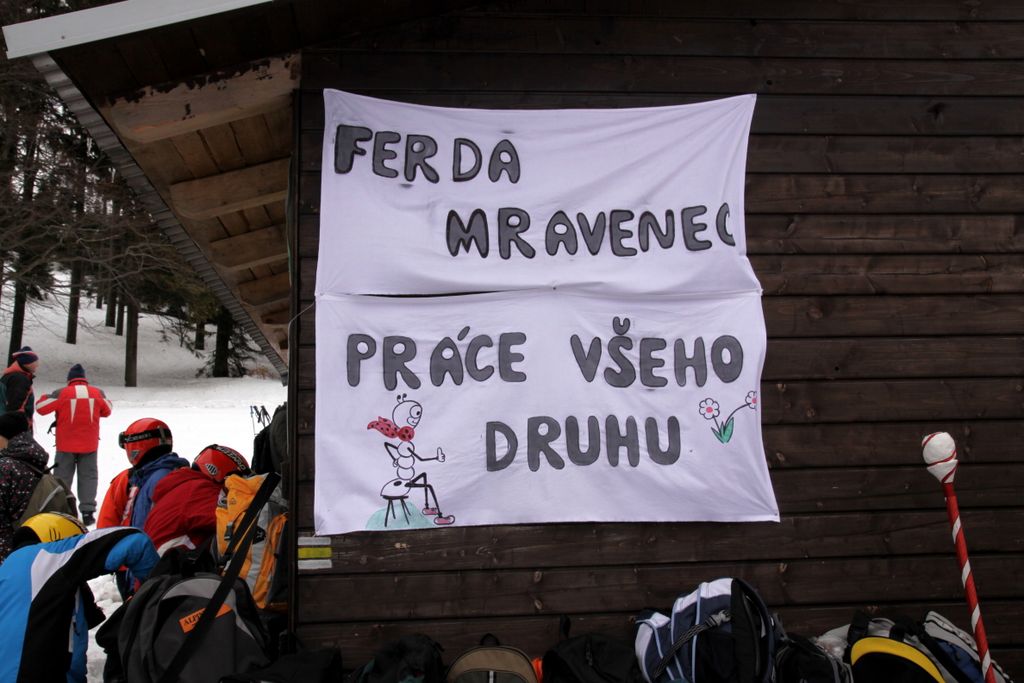 FERDA
MRAVENEC
PRÁCE VŠEHO
DRUHU